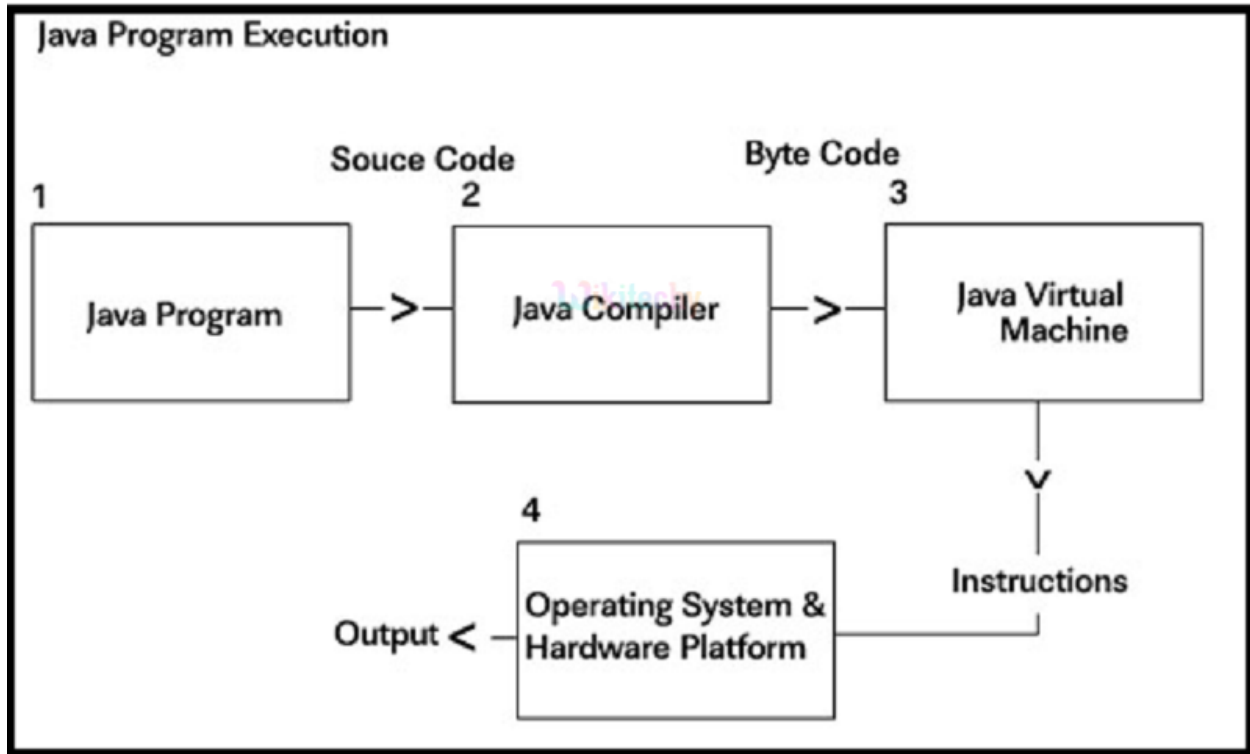 Java Program Execution
Souce Code
Byte Code
1
2
3
Java Program
Java Compiler
Wikitechy
Java Virtual
Machine
4
Instructions
Operating System &
Hardware Platform
Output